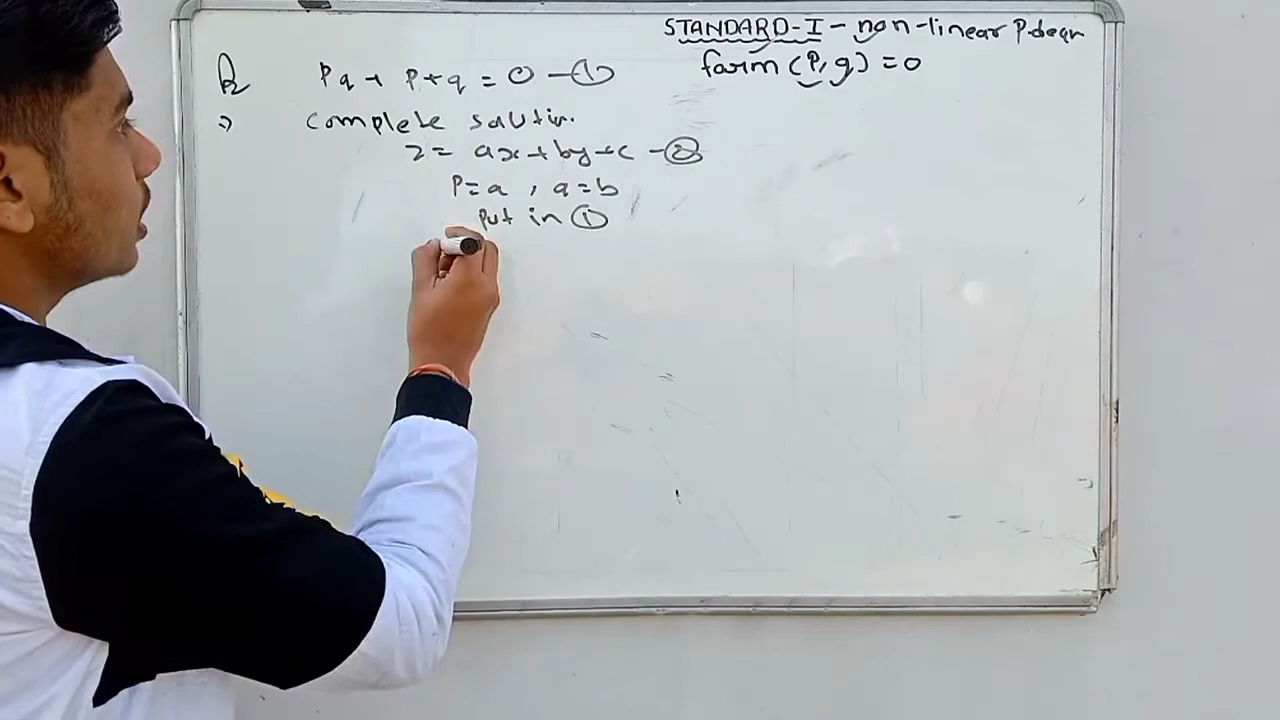 STANDARD-I - non-linear P.deqn
form (P, q) = 0
Pq + P + q = 0 - ①
⇒ complete solution.
z = ax + by + c - ②
P = a , q = b
Put in ①